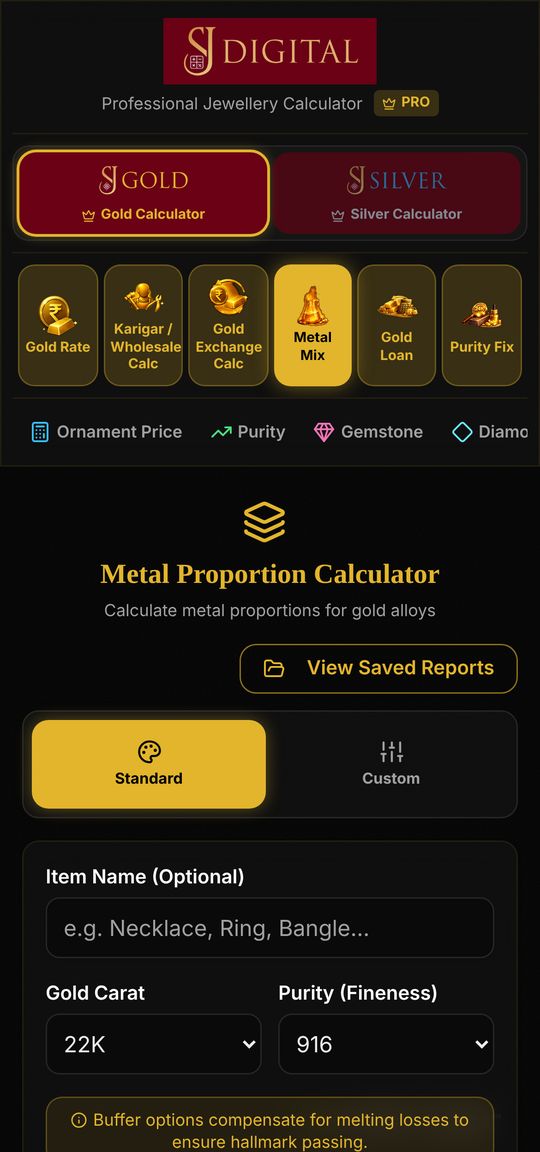 SJ DIGITAL
Professional Jewellery Calculator PRO
SJ GOLD
Gold Calculator
SJ SILVER
Silver Calculator
Gold Rate
Karigar /
Wholesale
Calc
Gold
Exchange
Calc
Metal
Mix
Gold
Loan
Purity Fix
Ornament Price
Purity
Gemstone
Diamo
Metal Proportion Calculator
Calculate metal proportions for gold alloys
View Saved Reports
Standard
Custom
Item Name (Optional)
e.g. Necklace, Ring, Bangle...
Gold Carat
Purity (Fineness)
22K
916
Buffer options compensate for melting losses to
ensure hallmark passing.